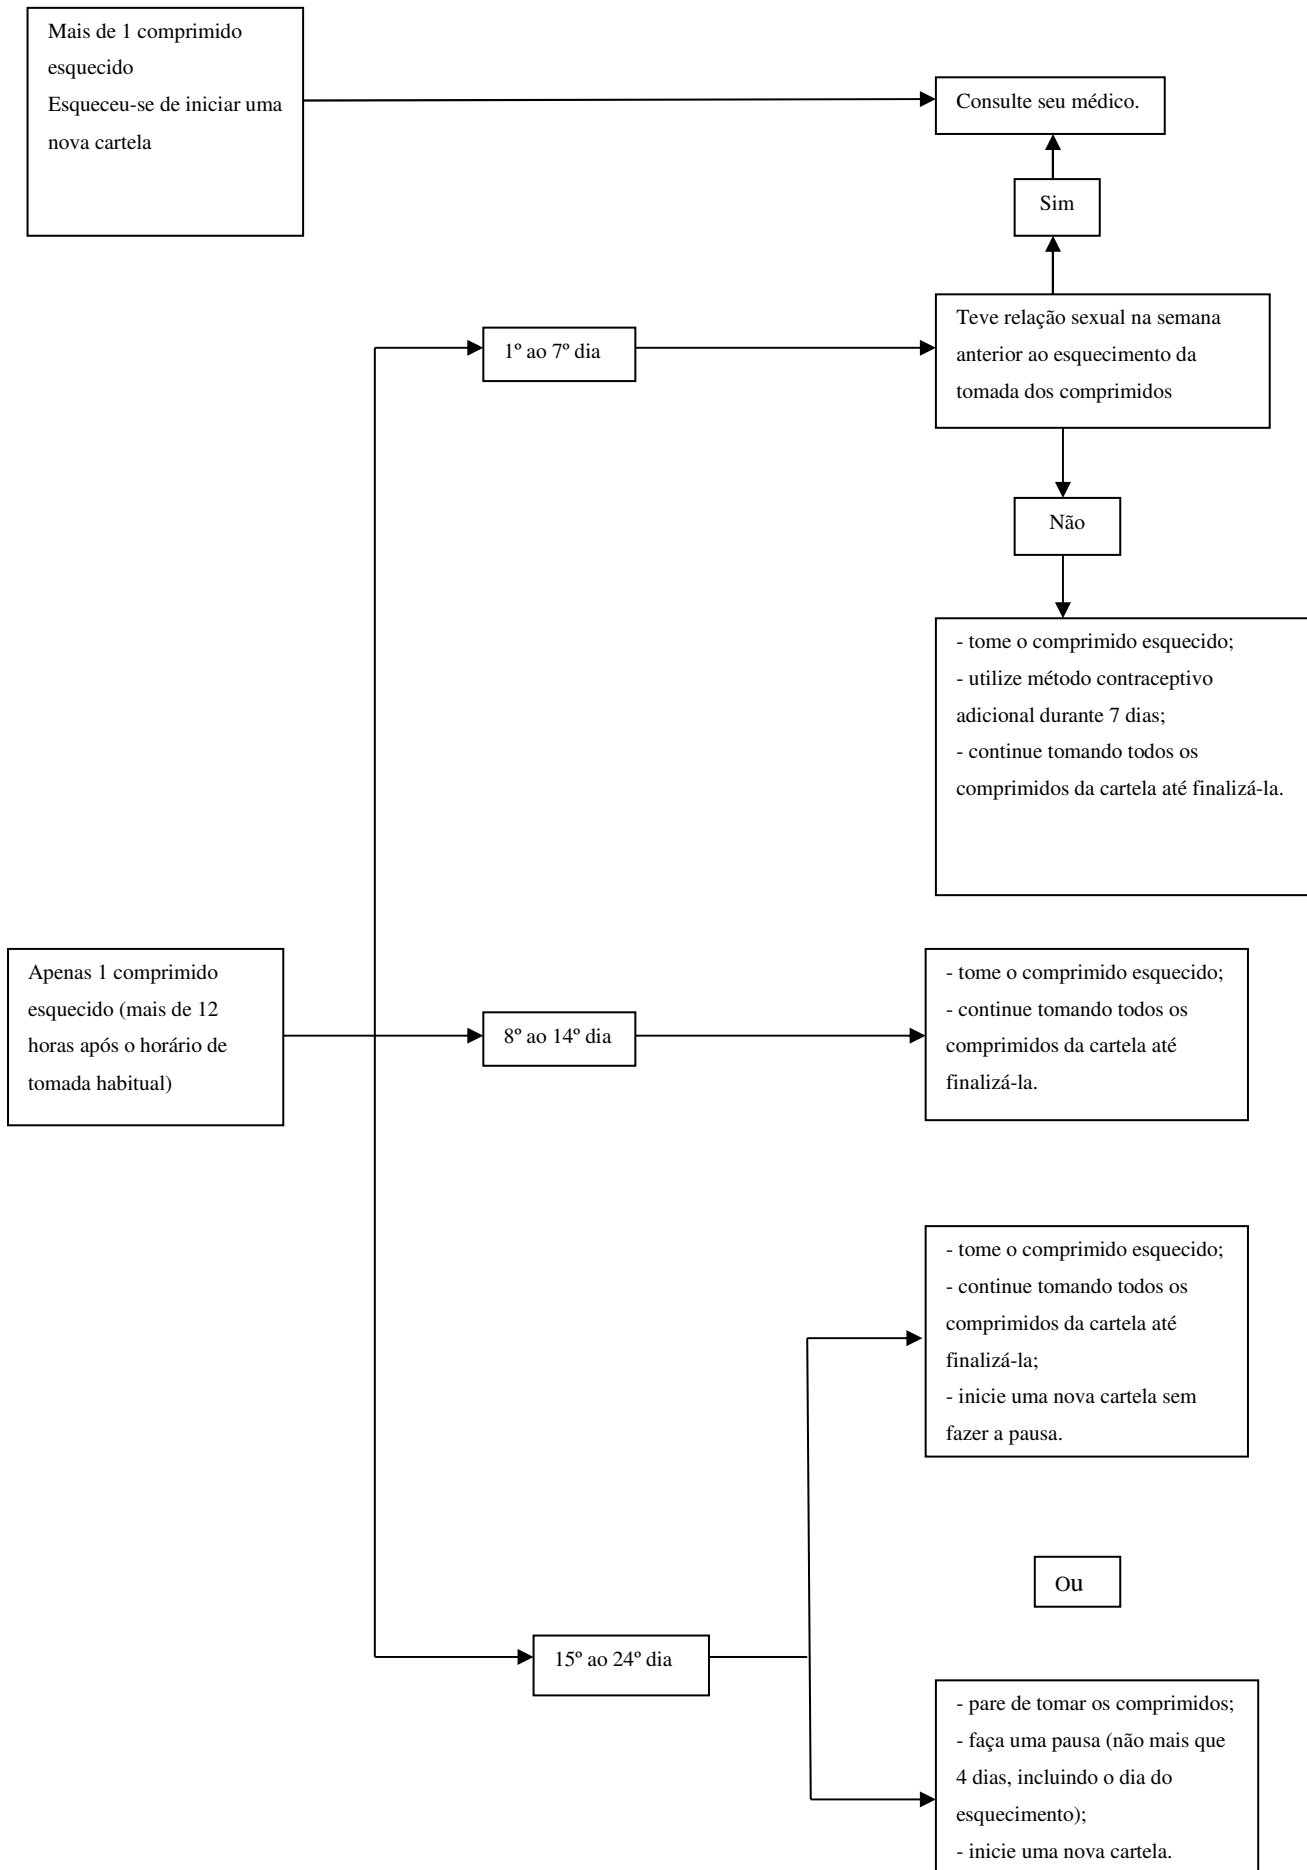 Mais de 1 comprimido
esquecido
Esqueceu-se de iniciar uma
nova cartela
Consulte seu médico.
Sim
Teve relação sexual na semana
anterior ao esquecimento da
tomada dos comprimidos
1º ao 7º dia
Não
- tome o comprimido esquecido;
- utilize método contraceptivo
adicional durante 7 dias;
- continue tomando todos os
comprimidos da cartela até finalizá-la.
Apenas 1 comprimido
esquecido (mais de 12
horas após o horário de
tomada habitual)
8º ao 14º dia
- tome o comprimido esquecido;
- continue tomando todos os
comprimidos da cartela até
finalizá-la.
- tome o comprimido esquecido;
- continue tomando todos os
comprimidos da cartela até
finalizá-la;
- inicie uma nova cartela sem
fazer a pausa.
Ou
15º ao 24º dia
- pare de tomar os comprimidos;
- faça uma pausa (não mais que
4 dias, incluindo o dia do
esquecimento);
- inicie uma nova cartela.